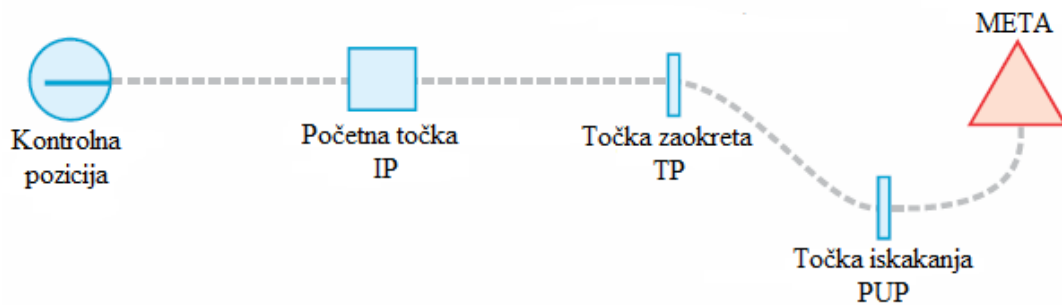 META
Kontrolna
pozicija
Početna točka
IP
Točka zaokreta
TP
Točka iskakanja
PUP